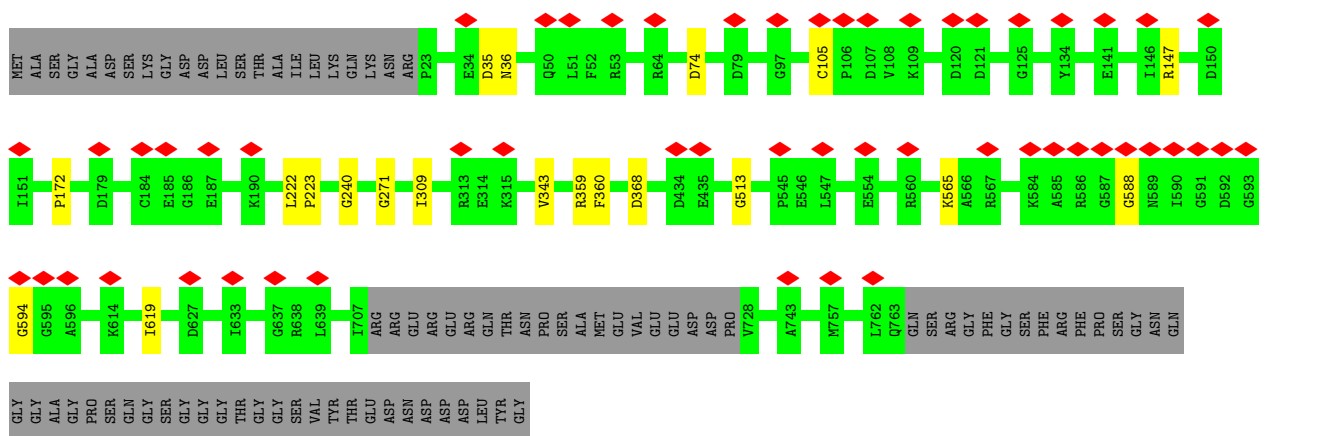 MET ALA SER GLY ALA ASP SER LYS GLY ASP ASP LEU SER THR ALA ILE LEU LYS GLN LYS ASN ARG P23 E34 D35 N36 Q50 L51 F52 R53 R64 D74 D79 G97 C105 P106 D107 V108 K109 D120 D121 G125 Y134 E141 I146 R147 D150
I151 P172 D179 C184 E185 G186 E187 K190 L222 P223 G240 G271 I309 R313 E314 K315 V343 R359 F360 D368 D434 E435 G513 P545 E546 L547 E554 R560 K565 A566 R567 K584 A585 R586 G587 G588 N589 I590 G591 D592 G593
G594 G595 A596 K614 I619 D627 I633 G637 R638 L639 I707 ARG ARG GLU ARG GLU ARG GLN THR ASN PRO SER ALA MET GLU VAL GLU GLU ASP ASP PRO V728 A743 M757 L762 Q763 GLN SER ARG GLY PHE GLY SER PHE ARG PHE PRO SER GLY ASN GLN
GLY GLY ALA GLY PRO SER GLN GLY SER GLY GLY GLY THR GLY GLY SER VAL TYR THR GLU ASP ASN ASP ASP ASP LEU TYR GLY